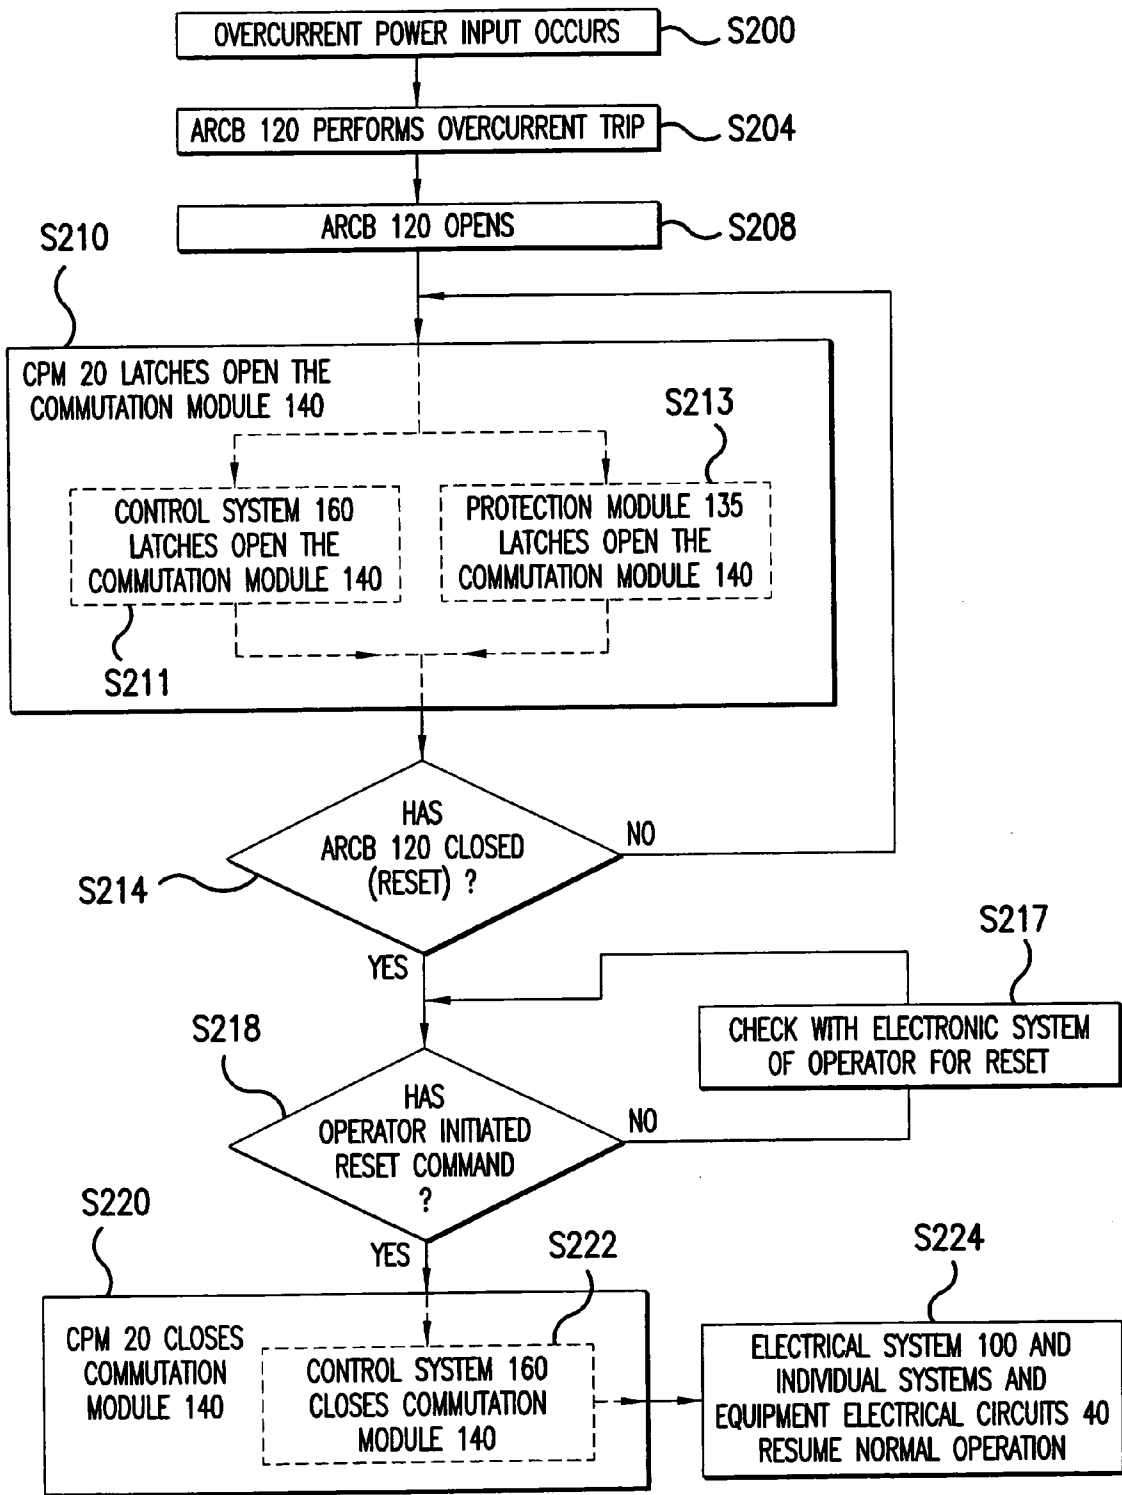 OVERCURRENT POWER INPUT OCCURS
S200
ARCB 120 PERFORMS OVERCURRENT TRIP
S204
ARCB 120 OPENS
S208
S210
CPM 20 LATCHES OPEN THE
COMMUTATION MODULE 140
S213
CONTROL SYSTEM 160
LATCHES OPEN THE
COMMUTATION MODULE 140
PROTECTION MODULE 135
LATCHES OPEN THE
COMMUTATION MODULE 140
S211
HAS
ARCB 120 CLOSED
(RESET) ?
NO
S214
YES
S217
CHECK WITH ELECTRONIC SYSTEM
OF OPERATOR FOR RESET
S218
HAS
OPERATOR INITIATED
RESET COMMAND
?
NO
YES
S220
S222
S224
CPM 20 CLOSES
COMMUTATION
MODULE 140
CONTROL SYSTEM 160
CLOSES COMMUTATION
MODULE 140
ELECTRICAL SYSTEM 100 AND
INDIVIDUAL SYSTEMS AND
EQUIPMENT ELECTRICAL CIRCUITS 40
RESUME NORMAL OPERATION